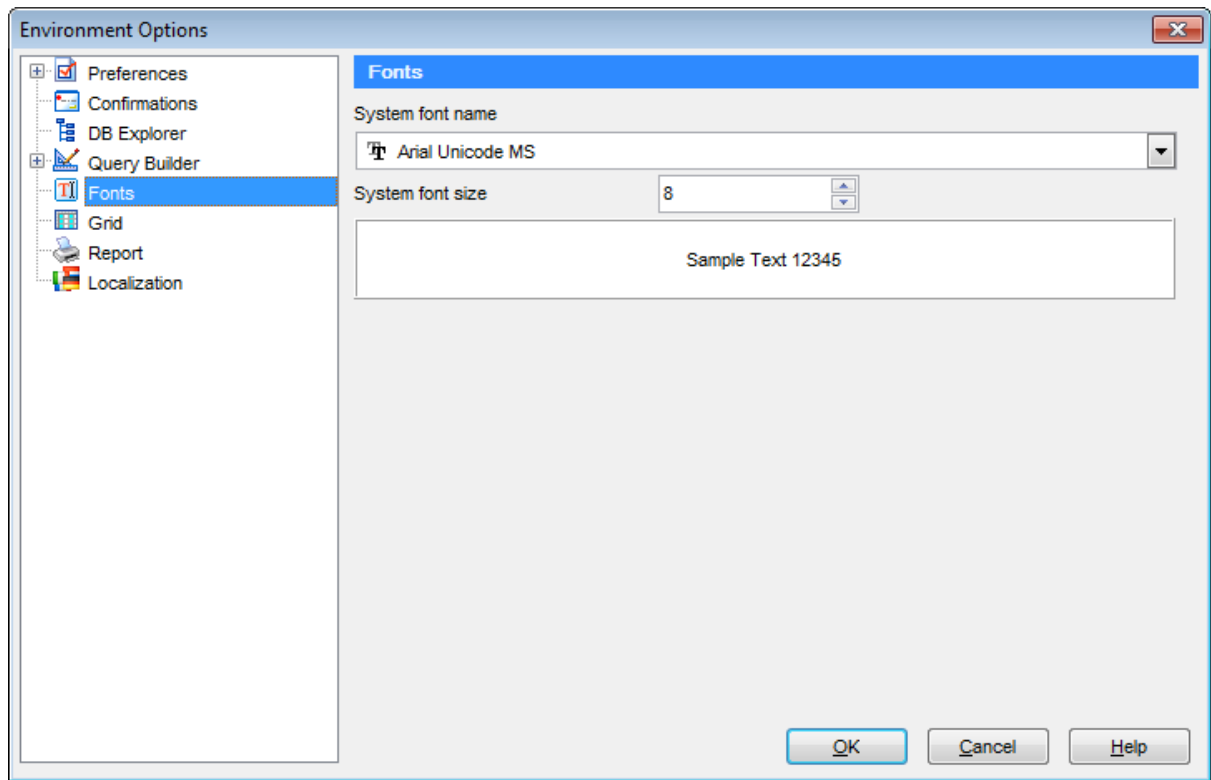 Environment Options
Preferences
Confirmations
DB Explorer
Query Builder
Fonts
Grid
Report
Localization
Fonts
System font name
Arial Unicode MS
System font size 8
Sample Text 12345
OK Cancel Help